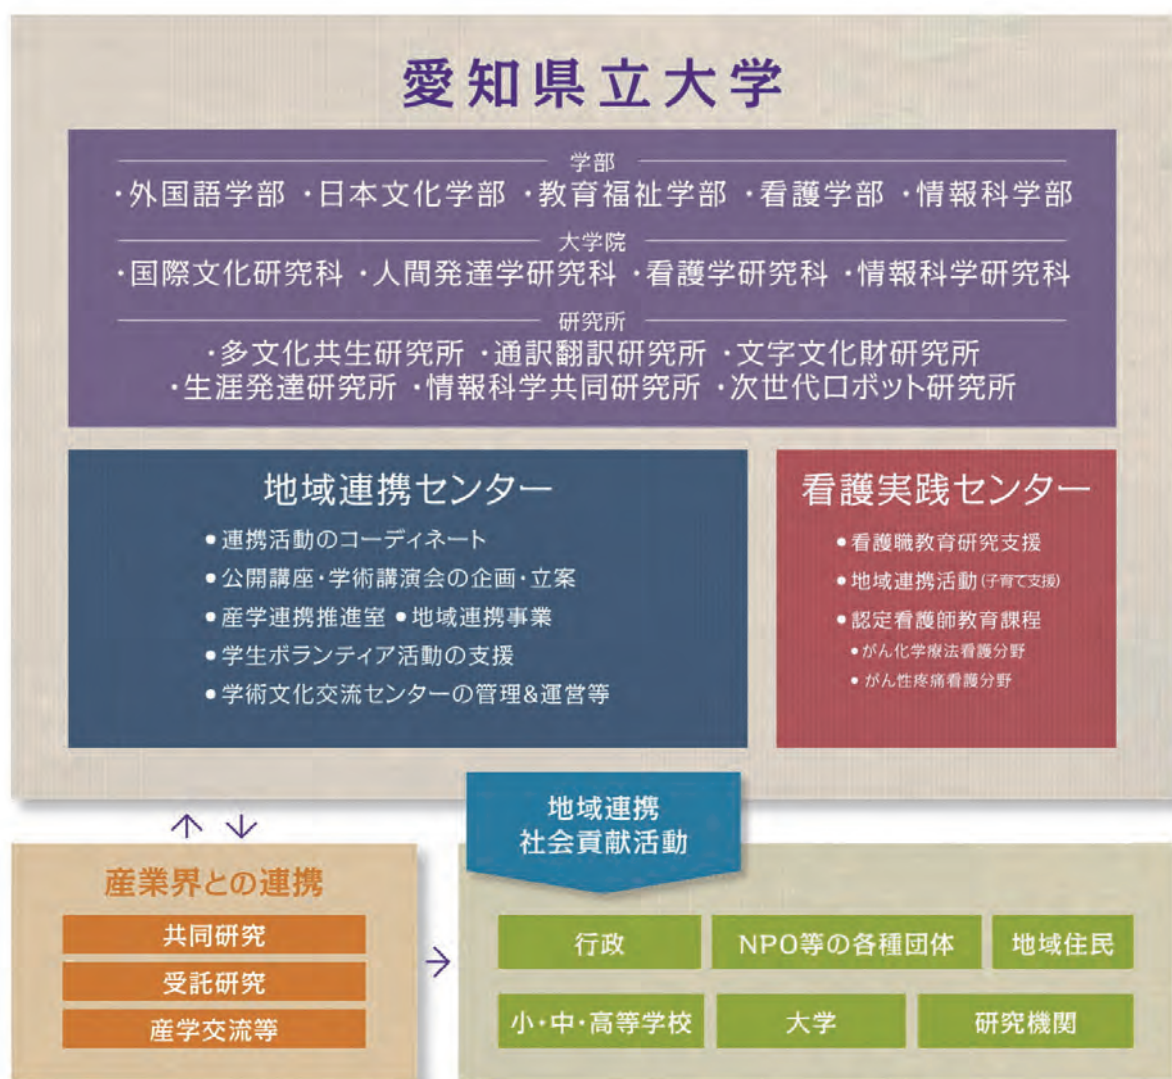 愛知県立大学
学部
・外国語学部 ・日本文化学部 ・教育福祉学部 ・看護学部 ・情報科学部
大学院
・国際文化研究科 ・人間発達学研究科 ・看護学研究科 ・情報科学研究科
研究所
・多文化共生研究所 ・通訳翻訳研究所 ・文字文化財研究所
・生涯発達研究所 ・情報科学共同研究所 ・次世代ロボット研究所
地域連携センター
●連携活動のコーディネート
●公開講座・学術講演会の企画・立案
●産学連携推進室 ●地域連携事業
●学生ボランティア活動の支援
●学術文化交流センターの管理&運営等
看護実践センター
●看護職教育研究支援
●地域連携活動(子育て支援)
●認定看護師教育課程
●がん化学療法看護分野
●がん性疼痛看護分野
地域連携
社会貢献活動
産業界との連携
共同研究
受託研究
産学交流等
行政 NPO等の各種団体 地域住民
小・中・高等学校 大学 研究機関